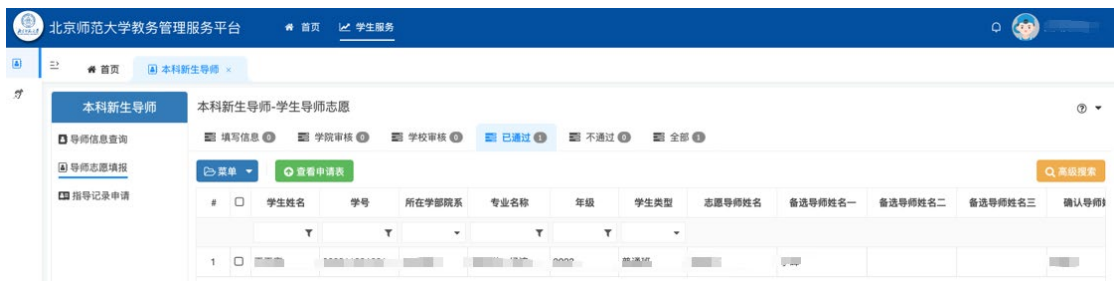 北京师范大学教务管理服务平台 首页 学生服务
首页 本科新生导师 ×
本科新生导师
导师信息查询
导师志愿填报
指导记录申请
本科新生导师-学生导师志愿
填写信息 0 学院审核 0 学校审核 0 已通过 1 不通过 0 全部 1
菜单 查看申请表 高级搜索
# 学生姓名 学号 所在学部院系 专业名称 年级 学生类型 志愿导师姓名 备选导师姓名一 备选导师姓名二 备选导师姓名三 确认导师
1